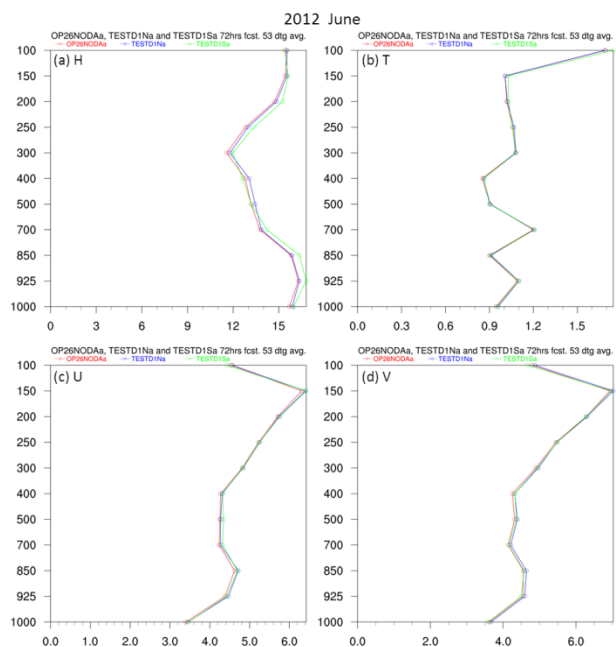 2012 June
OP26NODAa, TESTD1Na and TESTD1Sa 72hrs fcst. 53 dtg avg.
OP26NODAa TESTD1Na TESTD1Sa
(a) H
100
150
200
250
300
400
500
700
850
925
1000
0 3 6 9 12 15
OP26NODAa, TESTD1Na and TESTD1Sa 72hrs fcst. 53 dtg avg.
OP26NODAa TESTD1Na TESTD1Sa
(b) T
100
150
200
250
300
400
500
700
850
925
1000
0.0 0.3 0.6 0.9 1.2 1.5
OP26NODAa, TESTD1Na and TESTD1Sa 72hrs fcst. 53 dtg avg.
OP26NODAa TESTD1Na TESTD1Sa
(c) U
100
150
200
250
300
400
500
700
850
925
1000
0.0 1.0 2.0 3.0 4.0 5.0 6.0
OP26NODAa, TESTD1Na and TESTD1Sa 72hrs fcst. 53 dtg avg.
OP26NODAa TESTD1Na TESTD1Sa
(d) V
100
150
200
250
300
400
500
700
850
925
1000
0.0 2.0 4.0 6.0